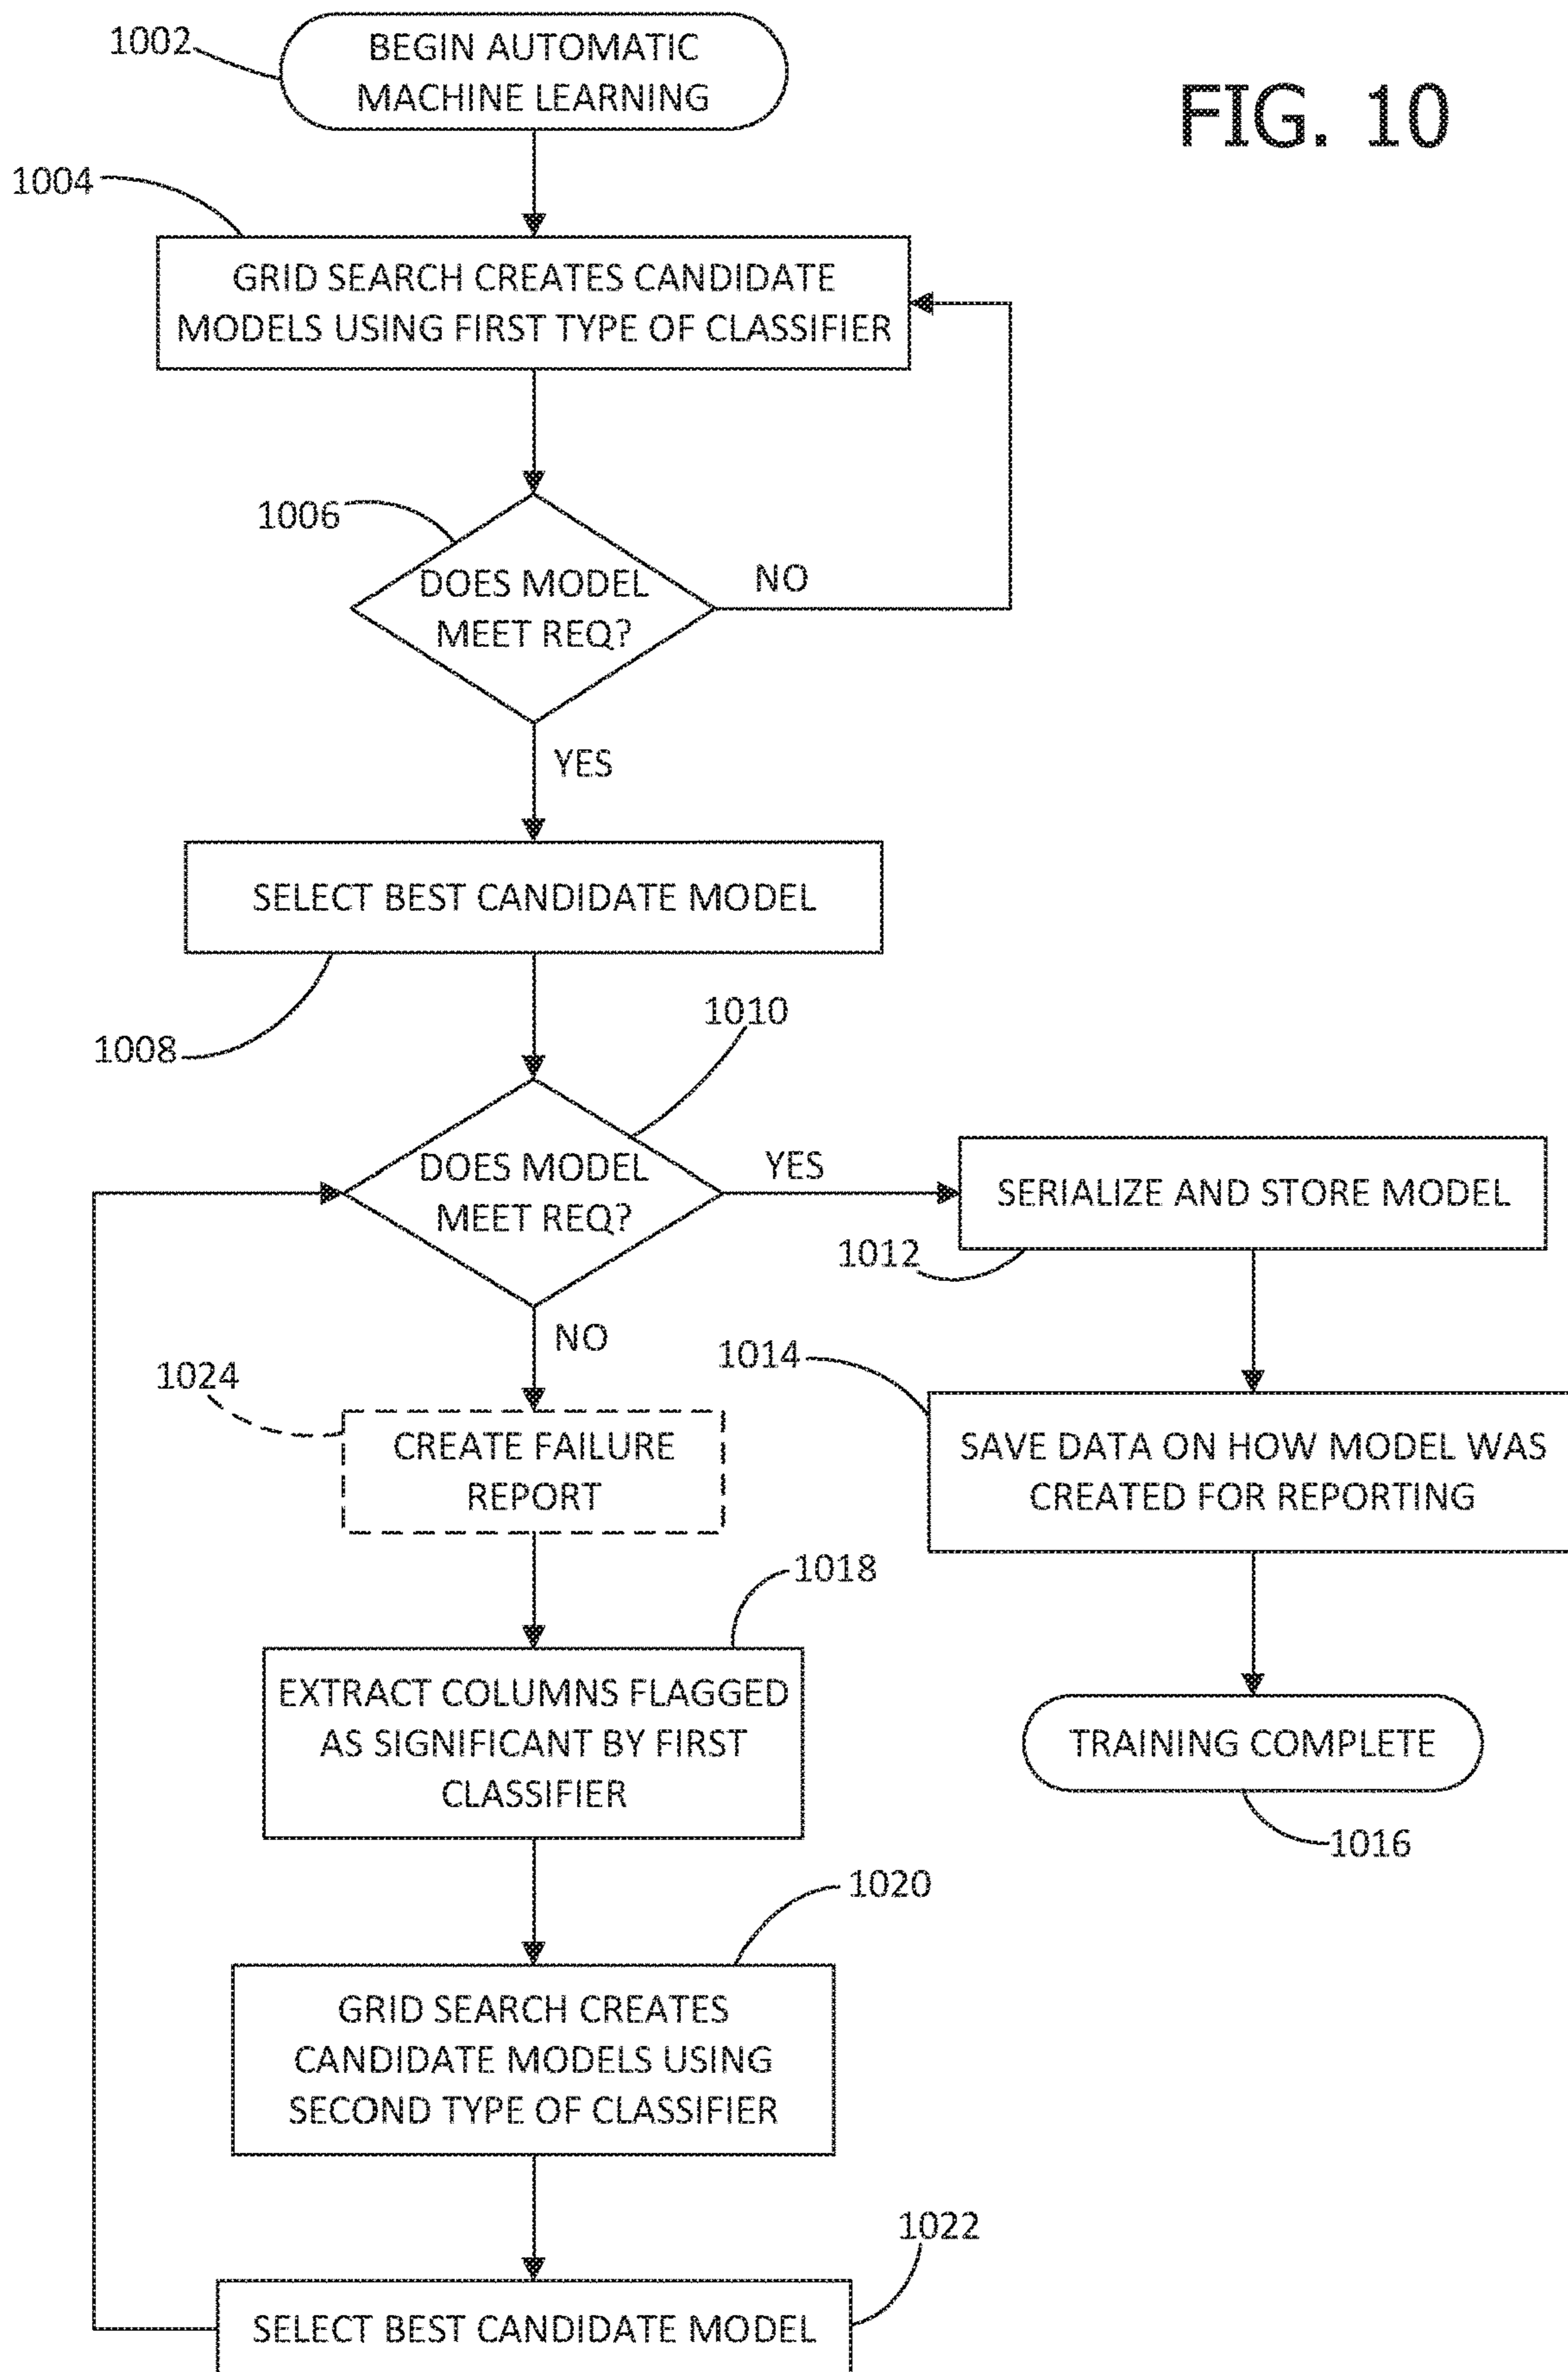 1002
BEGIN AUTOMATIC
MACHINE LEARNING
FIG. 10
1004
GRID SEARCH CREATES CANDIDATE
MODELS USING FIRST TYPE OF CLASSIFIER
1006
DOES MODEL
MEET REQ?
NO
YES
SELECT BEST CANDIDATE MODEL
1008
1010
DOES MODEL
MEET REQ?
YES
SERIALIZE AND STORE MODEL
1012
NO
1014
SAVE DATA ON HOW MODEL WAS
CREATED FOR REPORTING
1024
CREATE FAILURE
REPORT
1018
EXTRACT COLUMNS FLAGGED
AS SIGNIFICANT BY FIRST
CLASSIFIER
TRAINING COMPLETE
1016
1020
GRID SEARCH CREATES
CANDIDATE MODELS USING
SECOND TYPE OF CLASSIFIER
1022
SELECT BEST CANDIDATE MODEL